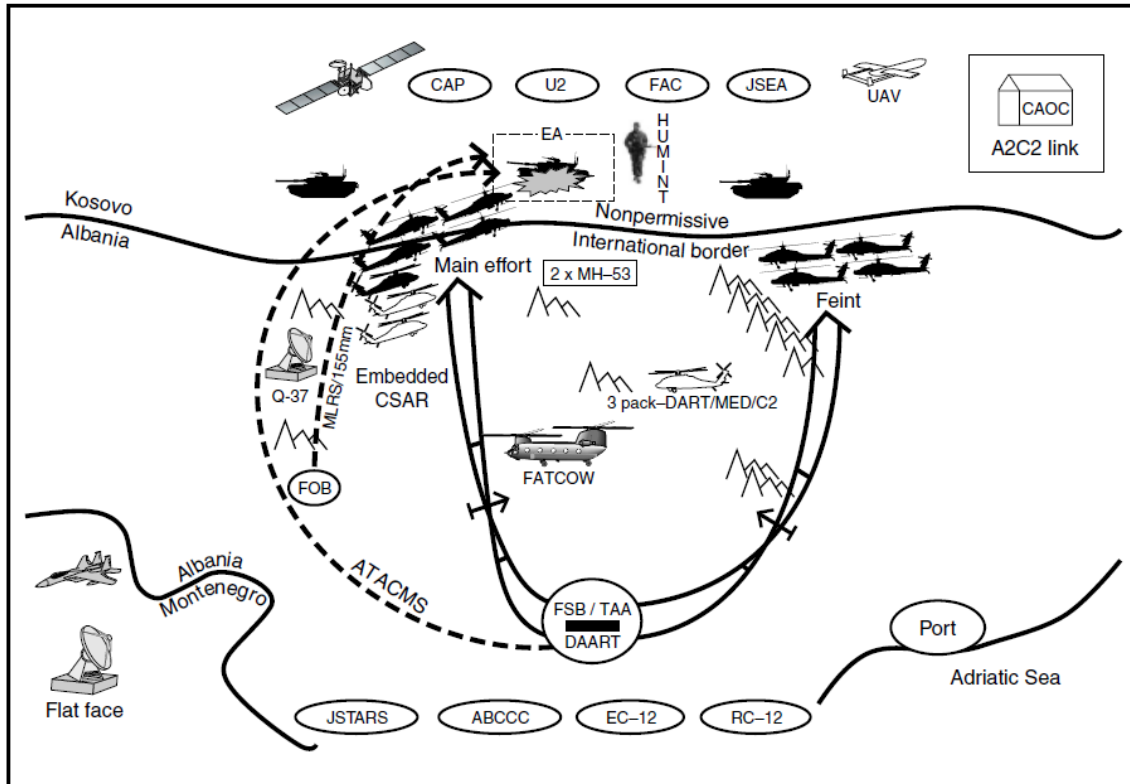 CAP
U2
FAC
JSEA
UAV
CAOC
A2C2 link
EA
HUMINT
Kosovo
Albania
Nonpermissive
International border
Main effort
2 x MH–53
Feint
Q-37
MLRS/155mm
Embedded
CSAR
3 pack–DART/MED/C2
FATCOW
FOB
Albania
Montenegro
ATACMS
FSB / TAA
DAART
Port
Adriatic Sea
Flat face
JSTARS
ABCCC
EC–12
RC–12